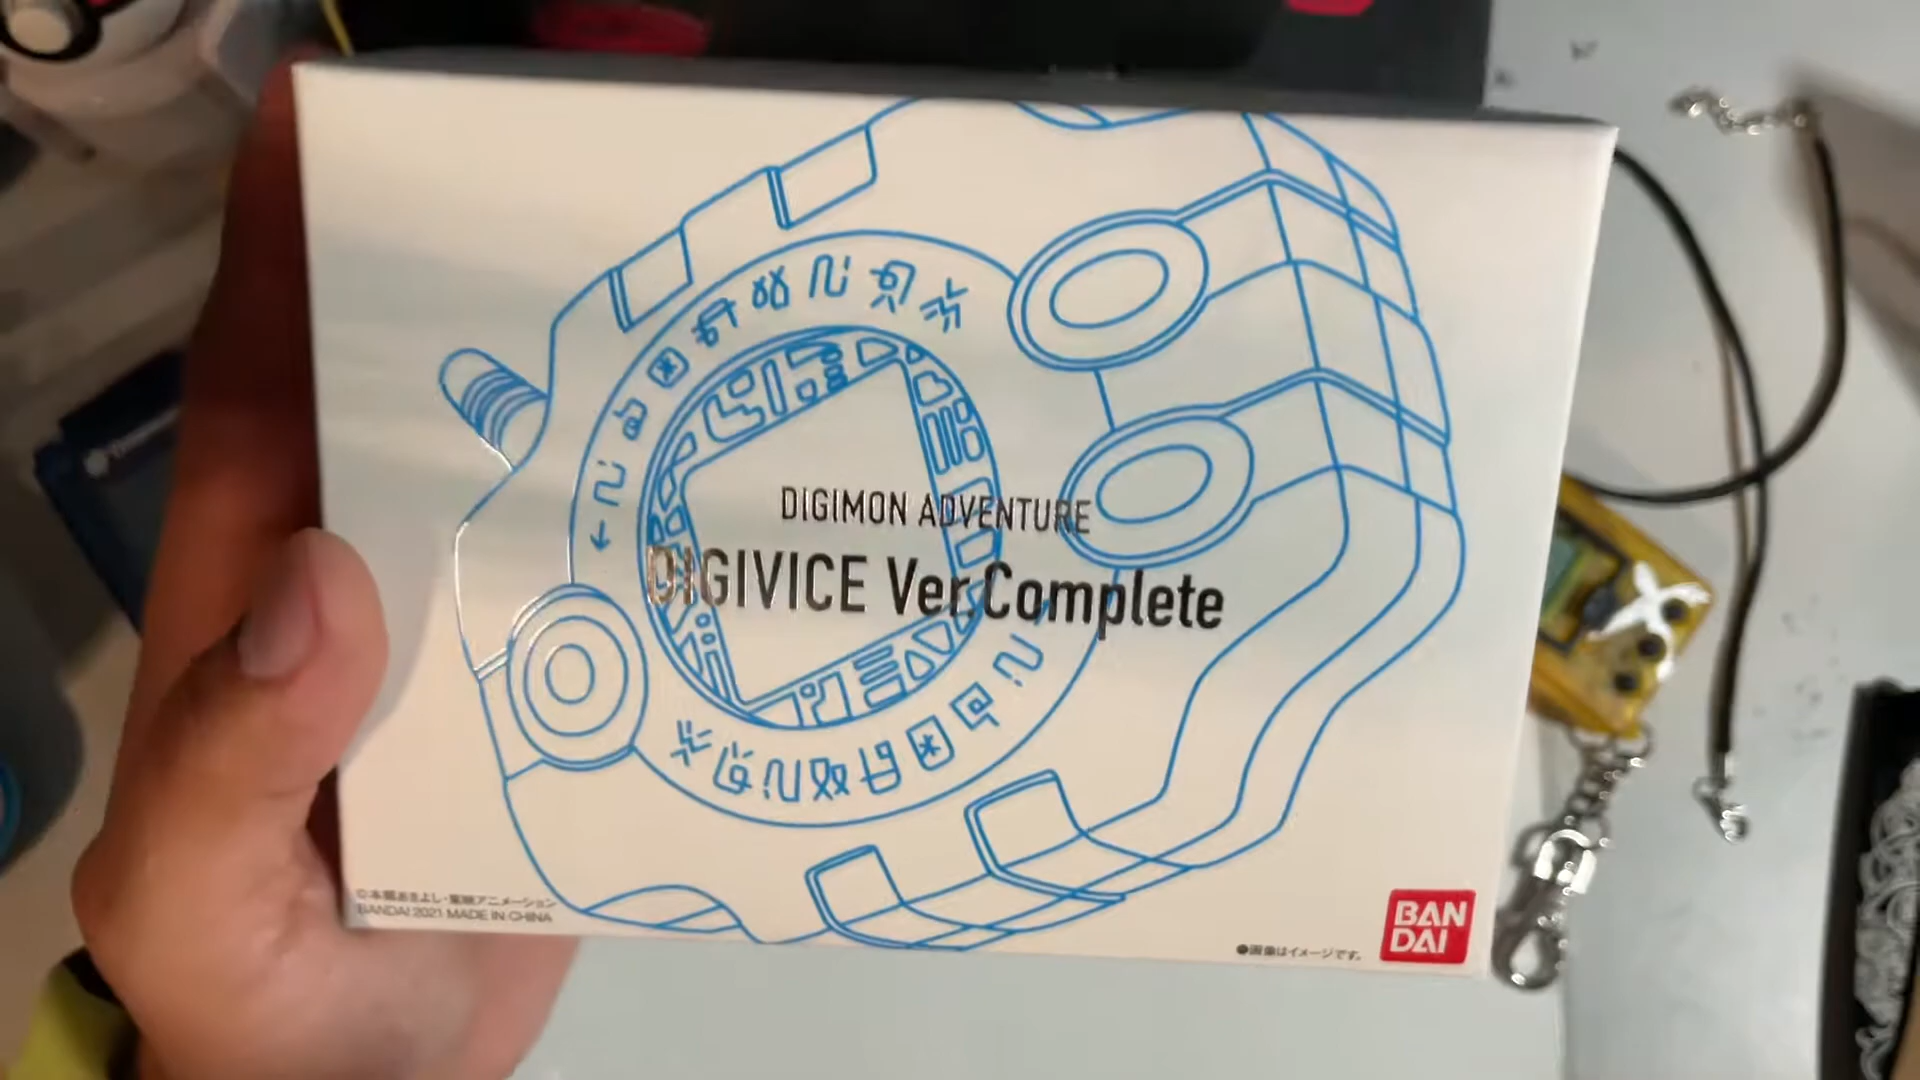 DIGIMON ADVENTURE
DIGIVICE Ver.Complete
©本郷あきよし・東映アニメーション
BANDAI 2021 MADE IN CHINA
●画像はイメージです。
BAN
DAI